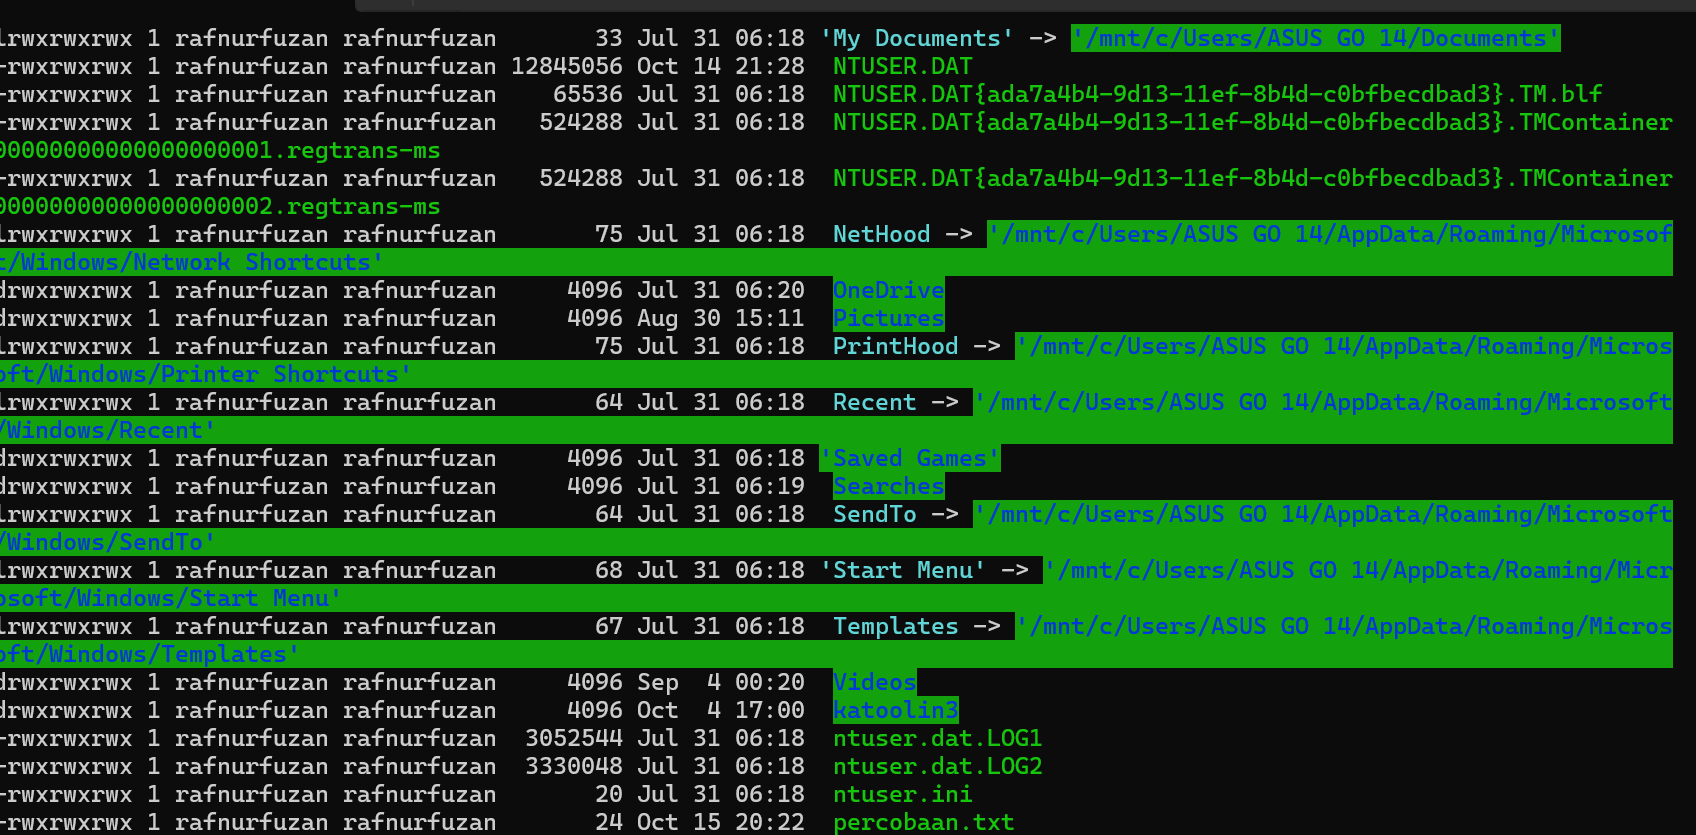 lrwxrwxrwx 1 rafnurfuzan rafnurfuzan       33 Jul 31 06:18 'My Documents' -> '/mnt/c/Users/ASUS GO 14/Documents'
-rwxrwxrwx 1 rafnurfuzan rafnurfuzan 12845056 Oct 14 21:28  NTUSER.DAT
-rwxrwxrwx 1 rafnurfuzan rafnurfuzan    65536 Jul 31 06:18  NTUSER.DAT{ada7a4b4-9d13-11ef-8b4d-c0bfbecdbad3}.TM.blf
-rwxrwxrwx 1 rafnurfuzan rafnurfuzan   524288 Jul 31 06:18  NTUSER.DAT{ada7a4b4-9d13-11ef-8b4d-c0bfbecdbad3}.TMContainer
00000000000000000001.regtrans-ms
-rwxrwxrwx 1 rafnurfuzan rafnurfuzan   524288 Jul 31 06:18  NTUSER.DAT{ada7a4b4-9d13-11ef-8b4d-c0bfbecdbad3}.TMContainer
00000000000000000002.regtrans-ms
lrwxrwxrwx 1 rafnurfuzan rafnurfuzan       75 Jul 31 06:18  NetHood -> '/mnt/c/Users/ASUS GO 14/AppData/Roaming/Microsof
t/Windows/Network Shortcuts'
drwxrwxrwx 1 rafnurfuzan rafnurfuzan     4096 Jul 31 06:20  OneDrive
drwxrwxrwx 1 rafnurfuzan rafnurfuzan     4096 Aug 30 15:11  Pictures
lrwxrwxrwx 1 rafnurfuzan rafnurfuzan       75 Jul 31 06:18  PrintHood -> '/mnt/c/Users/ASUS GO 14/AppData/Roaming/Micros
oft/Windows/Printer Shortcuts'
lrwxrwxrwx 1 rafnurfuzan rafnurfuzan       64 Jul 31 06:18  Recent -> '/mnt/c/Users/ASUS GO 14/AppData/Roaming/Microsoft
/Windows/Recent'
drwxrwxrwx 1 rafnurfuzan rafnurfuzan     4096 Jul 31 06:18 'Saved Games'
drwxrwxrwx 1 rafnurfuzan rafnurfuzan     4096 Jul 31 06:19  Searches
lrwxrwxrwx 1 rafnurfuzan rafnurfuzan       64 Jul 31 06:18  SendTo -> '/mnt/c/Users/ASUS GO 14/AppData/Roaming/Microsoft
/Windows/SendTo'
lrwxrwxrwx 1 rafnurfuzan rafnurfuzan       68 Jul 31 06:18 'Start Menu' -> '/mnt/c/Users/ASUS GO 14/AppData/Roaming/Micr
osoft/Windows/Start Menu'
lrwxrwxrwx 1 rafnurfuzan rafnurfuzan       67 Jul 31 06:18  Templates -> '/mnt/c/Users/ASUS GO 14/AppData/Roaming/Micros
oft/Windows/Templates'
drwxrwxrwx 1 rafnurfuzan rafnurfuzan     4096 Sep  4 00:20  Videos
drwxrwxrwx 1 rafnurfuzan rafnurfuzan     4096 Oct  4 17:00  katoolin3
-rwxrwxrwx 1 rafnurfuzan rafnurfuzan  3052544 Jul 31 06:18  ntuser.dat.LOG1
-rwxrwxrwx 1 rafnurfuzan rafnurfuzan  3330048 Jul 31 06:18  ntuser.dat.LOG2
-rwxrwxrwx 1 rafnurfuzan rafnurfuzan       20 Jul 31 06:18  ntuser.ini
-rwxrwxrwx 1 rafnurfuzan rafnurfuzan       24 Oct 15 20:22  percobaan.txt